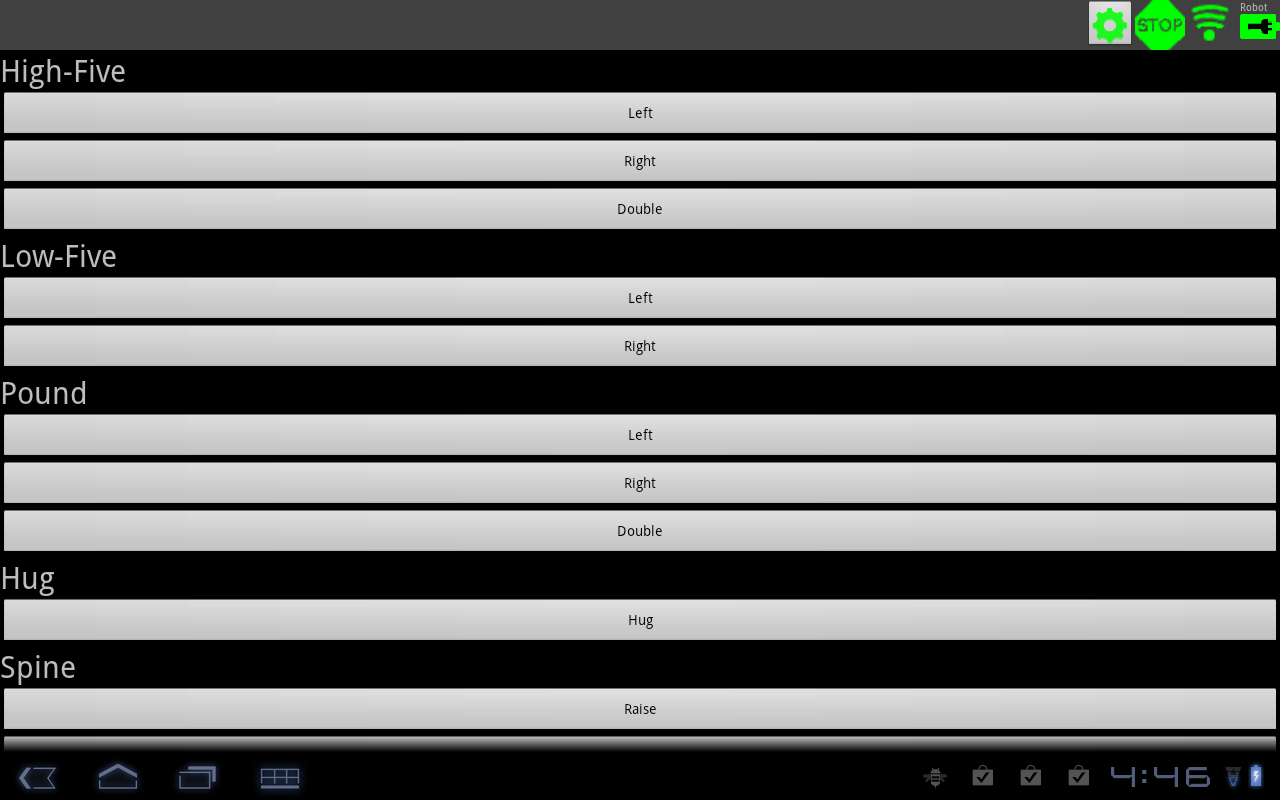 Robot
STOP
High-Five
Left
Right
Double
Low-Five
Left
Right
Pound
Left
Right
Double
Hug
Hug
Spine
Raise
4:46